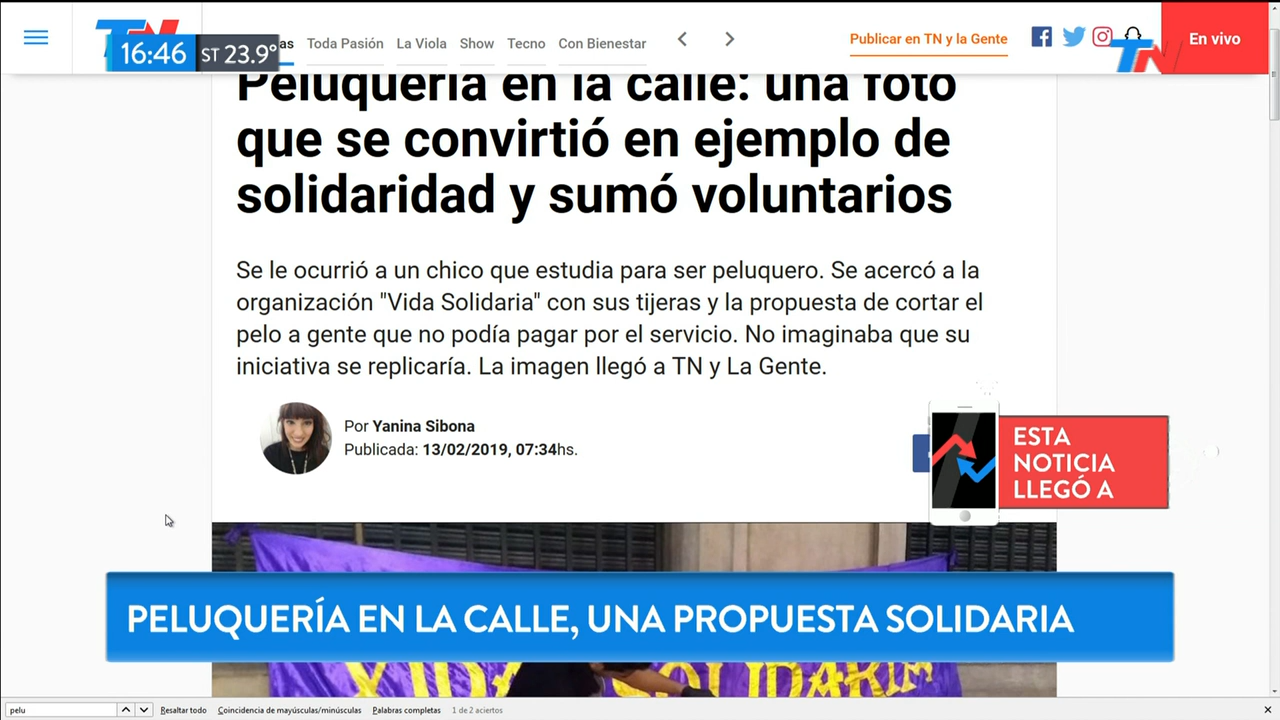 TN
16:46 ST 23.9°
as Toda Pasión La Viola Show Tecno Con Bienestar
Publicar en TN y la Gente
TN
En vivo
Peluquería en la calle: una foto
que se convirtió en ejemplo de
solidaridad y sumó voluntarios
Se le ocurrió a un chico que estudia para ser peluquero. Se acercó a la
organización "Vida Solidaria" con sus tijeras y la propuesta de cortar el
pelo a gente que no podía pagar por el servicio. No imaginaba que su
iniciativa se replicaría. La imagen llegó a TN y La Gente.
Por Yanina Sibona
Publicada: 13/02/2019, 07:34hs.
ESTA
NOTICIA
LLEGÓ A
PELUQUERÍA EN LA CALLE, UNA PROPUESTA SOLIDARIA
VIDA SOLIDARIA
pelu Resaltar todo Coincidencia de mayúsculas/minúsculas Palabras completas 1 de 2 aciertos